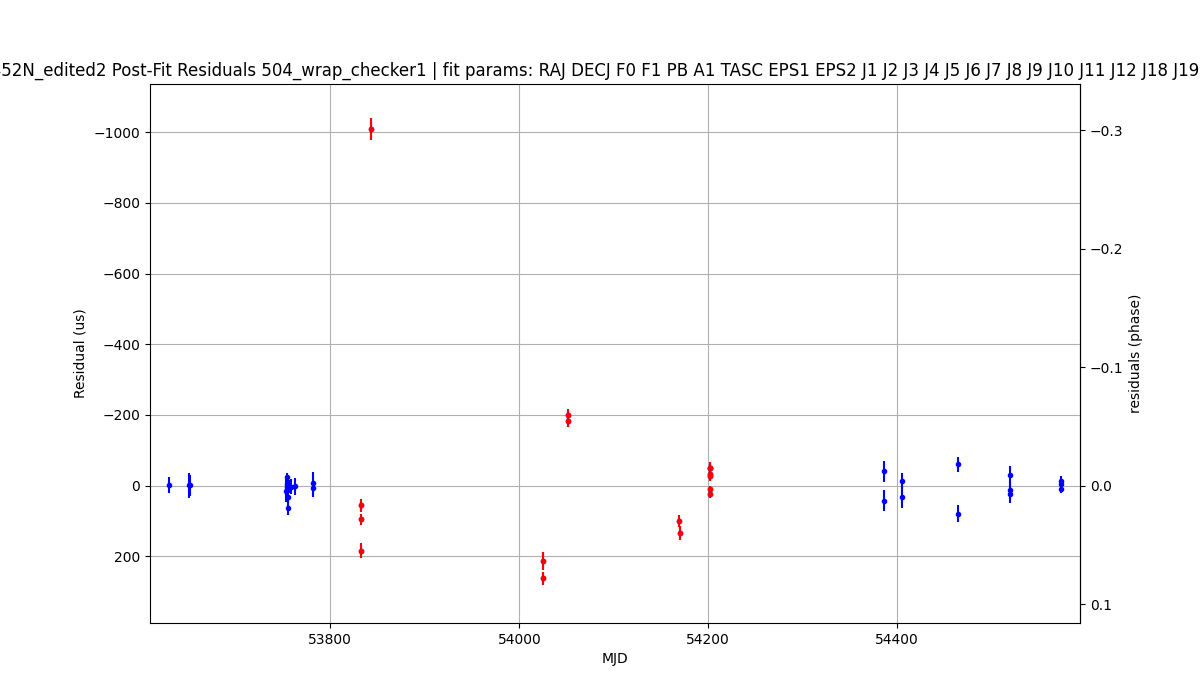 52N_edited2 Post-Fit Residuals 504_wrap_checker1 | fit params: RAJ DECJ F0 F1 PB A1 TASC EPS1 EPS2 J1 J2 J3 J4 J5 J6 J7 J8 J9 J10 J11 J12 J18 J19
−1000
−800
−600
−400
−200
0
200
Residual (us)
−0.3
−0.2
−0.1
0.0
0.1
residuals (phase)
53800 54000 54200 54400
MJD